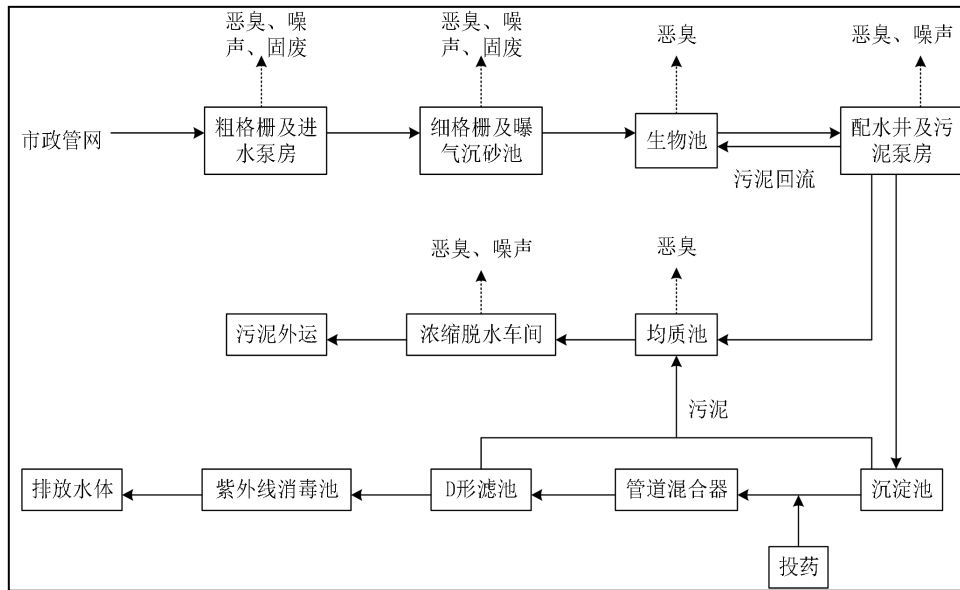 恶臭、噪
声、固废
恶臭、噪
声、固废
恶臭
恶臭、噪声
市政管网
粗格栅及进
水泵房
细格栅及曝
气沉砂池
生物池
配水井及污
泥泵房
污泥回流
恶臭、噪声
恶臭
污泥外运
浓缩脱水车间
均质池
污泥
排放水体
紫外线消毒池
D形滤池
管道混合器
沉淀池
投药